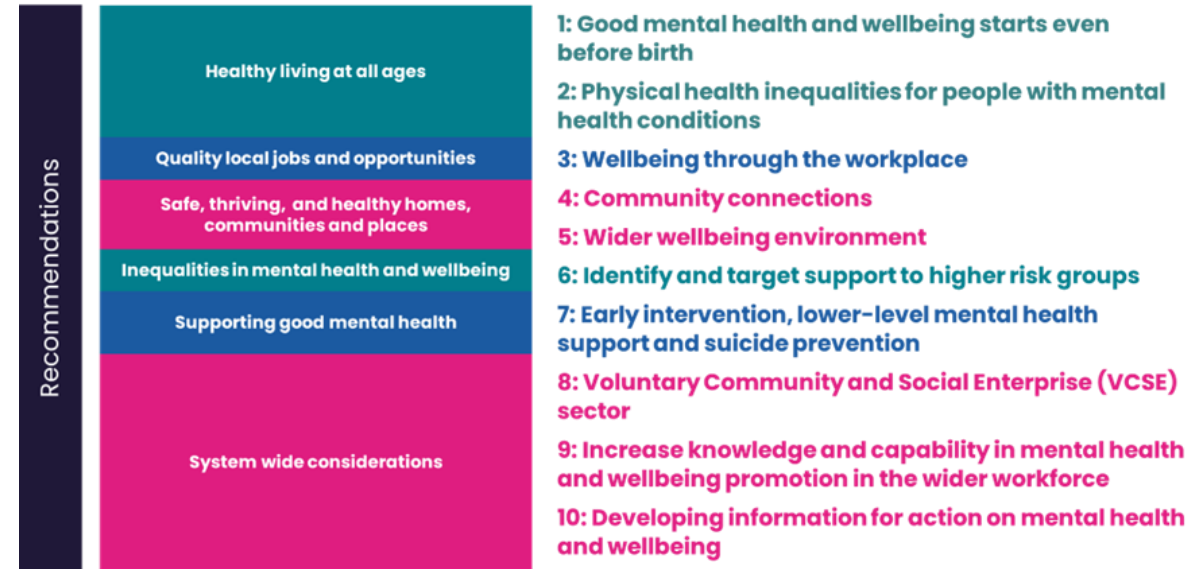 Recommendations
Healthy living at all ages
1: Good mental health and wellbeing starts even
before birth
2: Physical health inequalities for people with mental
health conditions
Quality local jobs and opportunities
3: Wellbeing through the workplace
Safe, thriving, and healthy homes,
communities and places
4: Community connections
5: Wider wellbeing environment
Inequalities in mental health and wellbeing
6: Identify and target support to higher risk groups
Supporting good mental health
7: Early intervention, lower-level mental health
support and suicide prevention
System wide considerations
8: Voluntary Community and Social Enterprise (VCSE)
sector
9: Increase knowledge and capability in mental health
and wellbeing promotion in the wider workforce
10: Developing information for action on mental health
and wellbeing